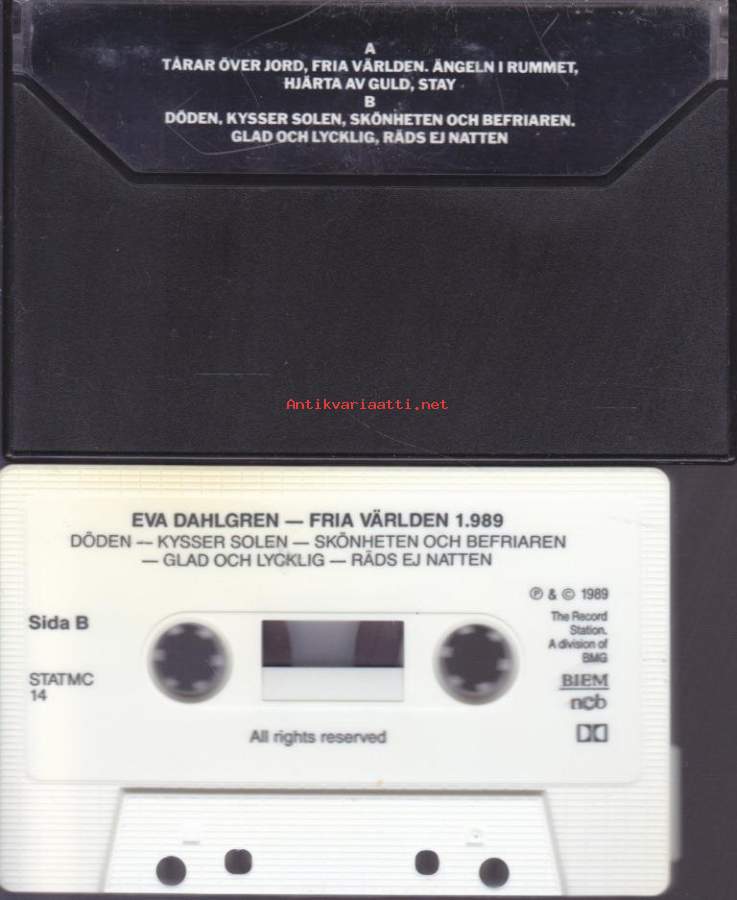 A
TÅRAR ÖVER JORD, FRIA VÄRLDEN. ÄNGELN I RUMMET,
HJÄRTA AV GULD, STAY
B
DÖDEN, KYSSER SOLEN, SKÖNHETEN OCH BEFRIAREN.
GLAD OCH LYCKLIG, RÄDS EJ NATTEN
Antikvariaatti.net
EVA DAHLGREN — FRIA VÄRLDEN 1.989
DÖDEN — KYSSER SOLEN — SKÖNHETEN OCH BEFRIAREN
— GLAD OCH LYCKLIG — RÄDS EJ NATTEN
℗ & © 1989
Sida B
The Record
Station.
A division of
BMG
STATMC
14
BIEM
ncb
All rights reserved